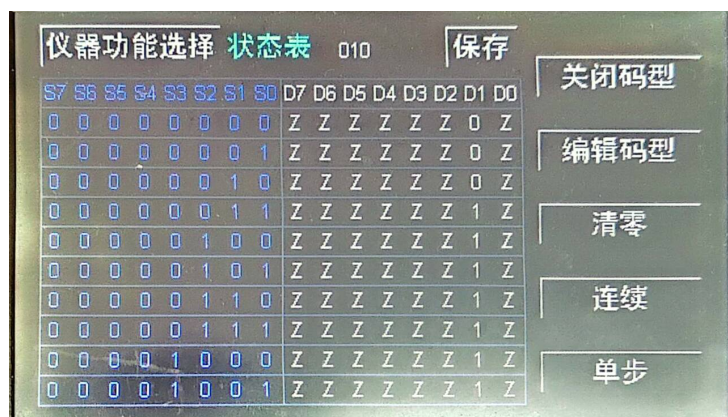 仪器功能选择 状态表 010 保存
关闭码型
S7 S6 S5 S4 S3 S2 S1 S0 D7 D6 D5 D4 D3 D2 D1 D0
0 0 0 0 0 0 0 0 Z Z Z Z Z Z 0 Z
0 0 0 0 0 0 0 1 Z Z Z Z Z Z 0 Z
编辑码型
0 0 0 0 0 0 1 0 Z Z Z Z Z Z 0 Z
0 0 0 0 0 0 1 1 Z Z Z Z Z Z 1 Z
清零
0 0 0 0 0 1 0 0 Z Z Z Z Z Z 1 Z
0 0 0 0 0 1 0 1 Z Z Z Z Z Z 1 Z
0 0 0 0 0 1 1 0 Z Z Z Z Z Z 1 Z
连续
0 0 0 0 0 1 1 1 Z Z Z Z Z Z 1 Z
0 0 0 0 1 0 0 0 Z Z Z Z Z Z 1 Z
单步
0 0 0 0 1 0 0 1 Z Z Z Z Z Z 1 Z